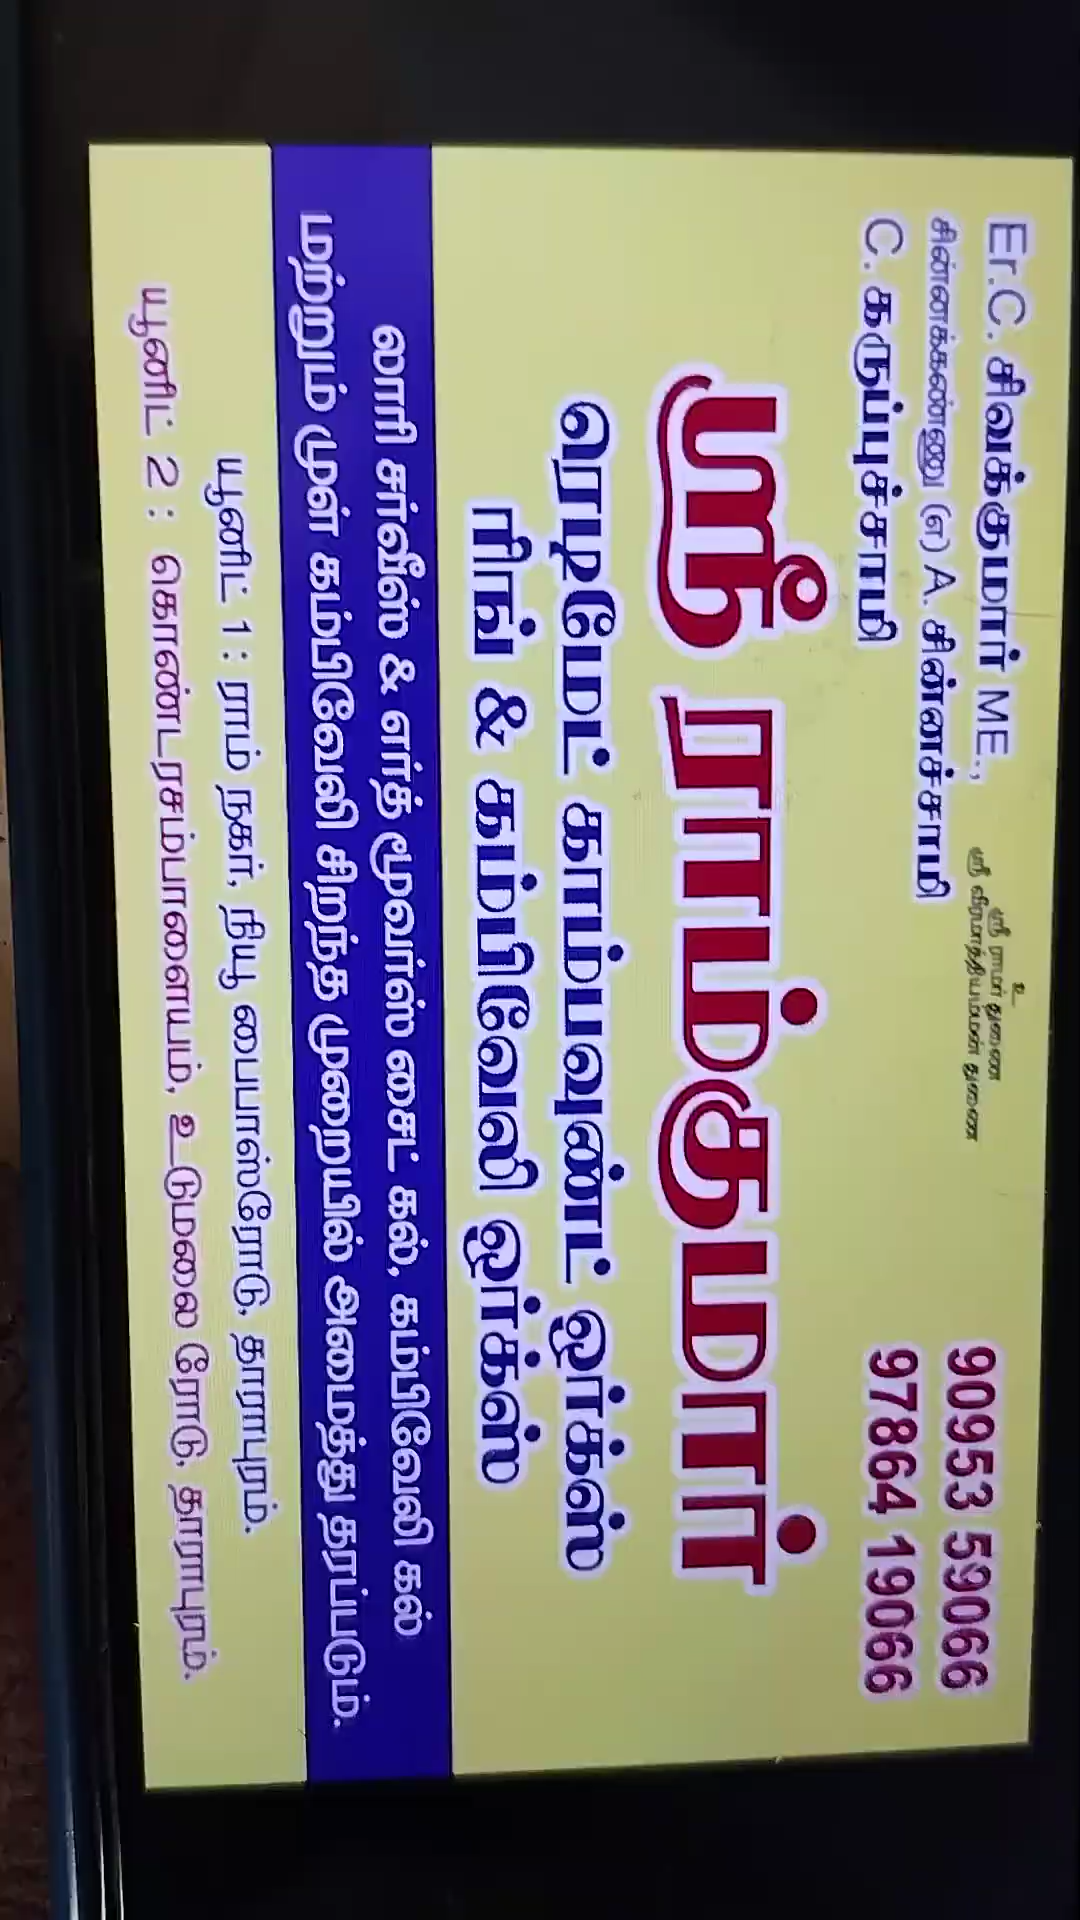 உ
ஸ்ரீ ராமர் துணை
ஸ்ரீ வீரமாத்தியம்மன் துணை
Er.C. சிவக்குமார் ME.,
சின்னக்கண்ணு (எ) A. சின்னச்சாமி
C. கருப்புச்சாமி
90953 59066
97864 19066
ஸ்ரீ ராம்குமார்
ரெடிமேட் காம்பவுண்ட் ஒர்க்ஸ்
ரிங் & கம்பிவேலி ஒர்க்ஸ்
லாரி சர்வீஸ் & எர்த் மூவர்ஸ் சைட் கல், கம்பிவேலி கல்
மற்றும் முள் கம்பிவேலி சிறந்த முறையில் அமைத்து தரப்படும்.
யூனிட் 1: ராம் நகர், நியூ பைபாஸ்ரோடு, தாராபுரம்.
யூனிட் 2 : கொண்டரசம்பாளையம், உடுமலை ரோடு, தாராபுரம்.